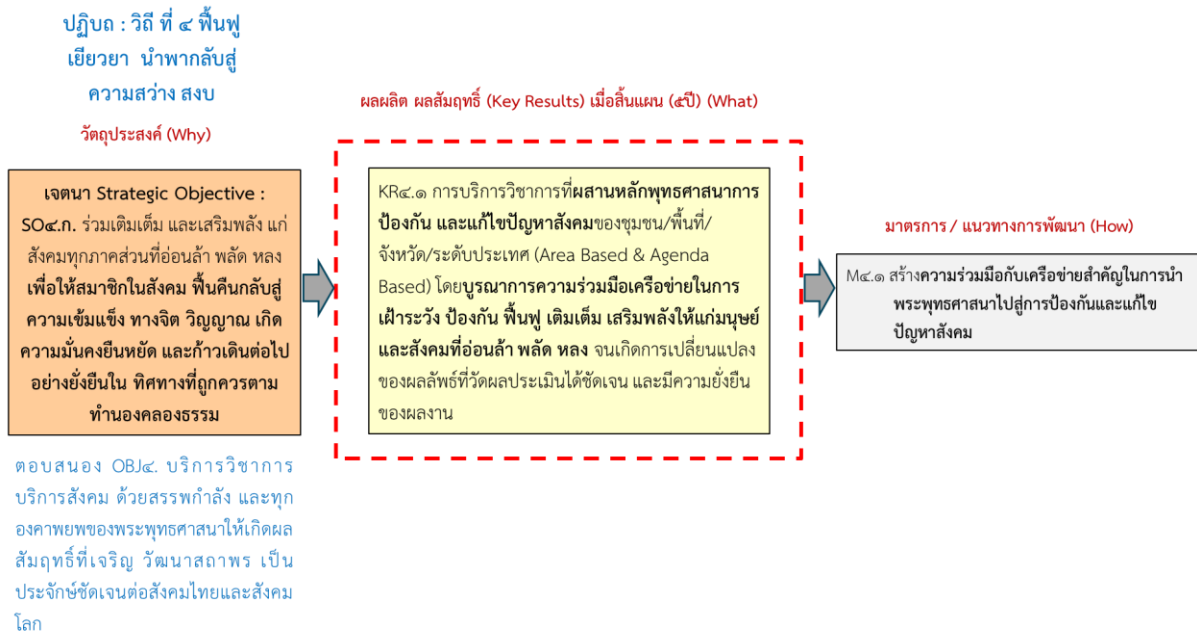 ปฏิบถ : วิถี ที่ ๔ ฟื้นฟู
เยียวยา นำพากลับสู่
ความสว่าง สงบ
วัตถุประสงค์ (Why)
เจตนา Strategic Objective :
SO๔.ก. ร่วมเติมเต็ม และเสริมพลัง แก่
สังคมทุกภาคส่วนที่อ่อนล้า พลัด หลง
เพื่อให้สมาชิกในสังคม ฟื้นคืนกลับสู่
ความเข้มแข็ง ทางจิต วิญญาณ เกิด
ความมั่นคงยืนหยัด และก้าวเดินต่อไป
อย่างยั่งยืนใน ทิศทางที่ถูกควรตาม
ทำนองคลองธรรม
ตอบสนอง OBJ๔. บริการวิชาการ
บริการสังคม ด้วยสรรพกำลัง และทุก
องคาพยพของพระพุทธศาสนาให้เกิดผล
สัมฤทธิ์ที่เจริญ วัฒนาสถาพร เป็น
ประจักษ์ชัดเจนต่อสังคมไทยและสังคม
โลก
ผลผลิต ผลสัมฤทธิ์ (Key Results) เมื่อสิ้นแผน (๕ปี) (What)
KR๔.๑ การบริการวิชาการที่ผสานหลักพุทธศาสนาการ
ป้องกัน และแก้ไขปัญหาสังคมของชุมชน/พื้นที่/
จังหวัด/ระดับประเทศ (Area Based & Agenda
Based) โดยบูรณาการความร่วมมือเครือข่ายในการ
เฝ้าระวัง ป้องกัน ฟื้นฟู เติมเต็ม เสริมพลังให้แก่มนุษย์
และสังคมที่อ่อนล้า พลัด หลง จนเกิดการเปลี่ยนแปลง
ของผลลัพธ์ที่วัดผลประเมินได้ชัดเจน และมีความยั่งยืน
ของผลงาน
มาตรการ / แนวทางการพัฒนา (How)
M๔.๑ สร้างความร่วมมือกับเครือข่ายสำคัญในการนำ
พระพุทธศาสนาไปสู่การป้องกันและแก้ไข
ปัญหาสังคม